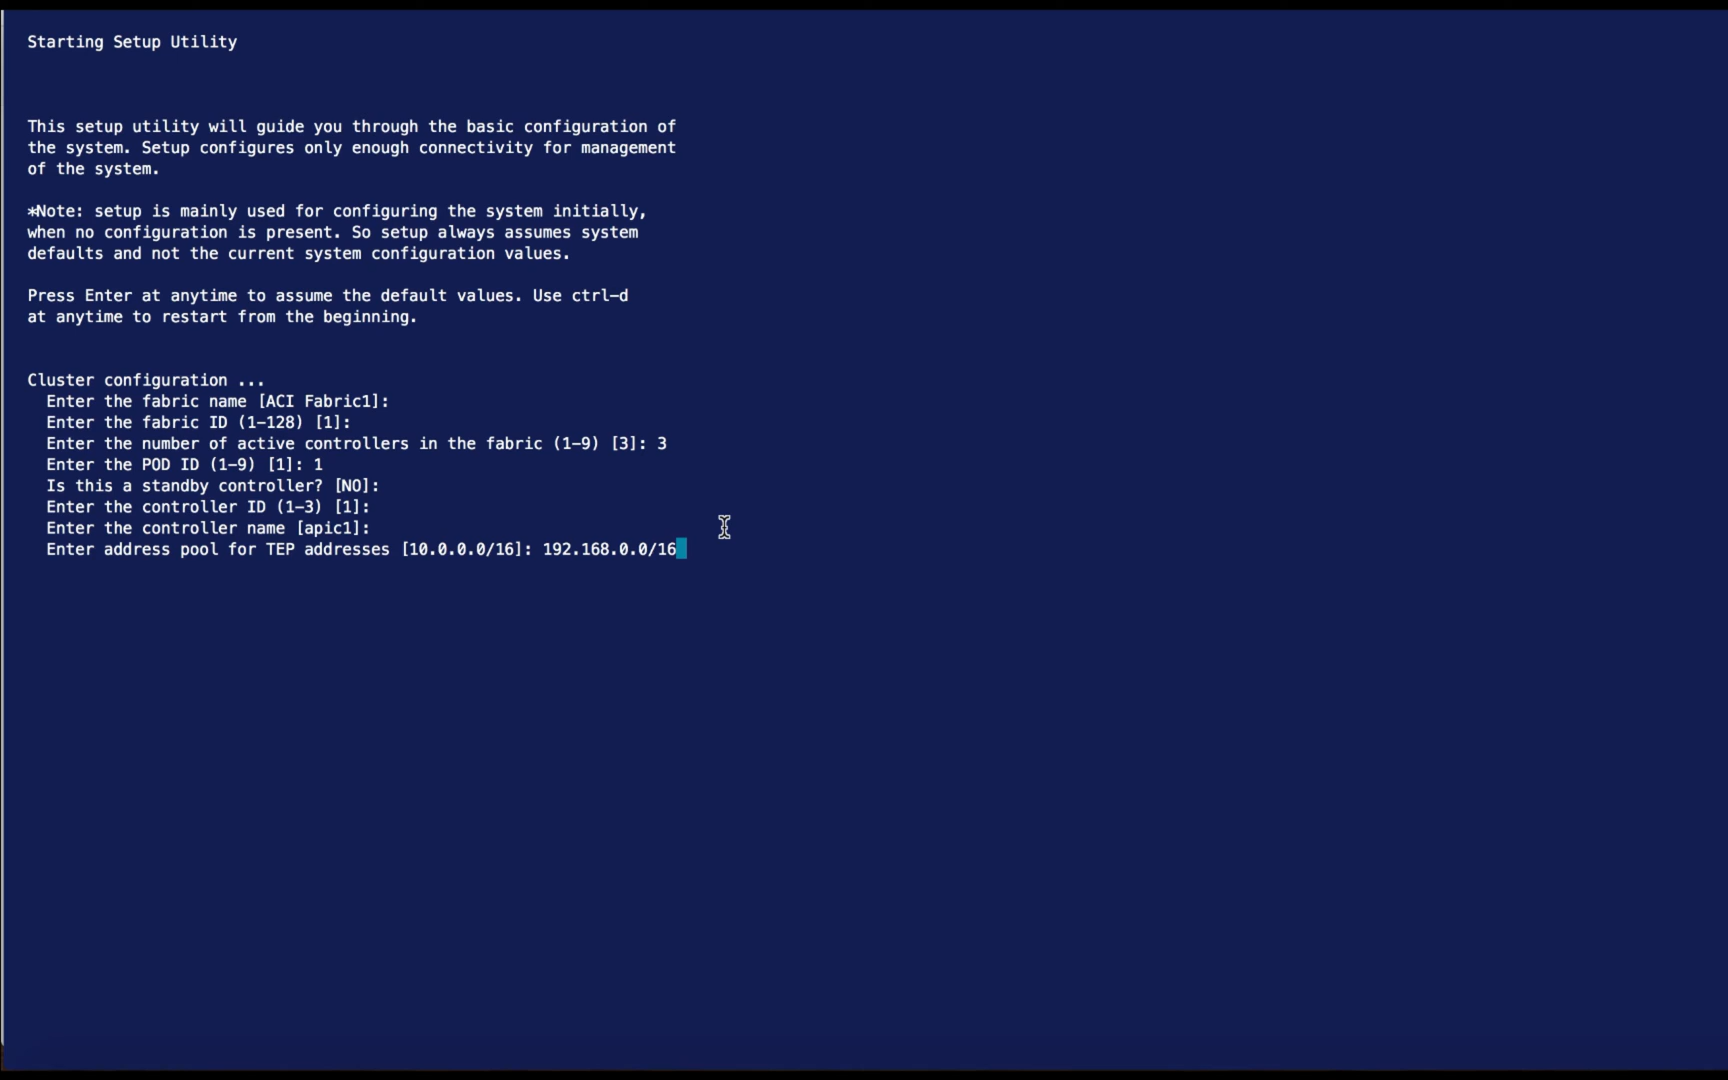 Starting Setup Utility
This setup utility will guide you through the basic configuration of
the system. Setup configures only enough connectivity for management
of the system.
*Note: setup is mainly used for configuring the system initially,
when no configuration is present. So setup always assumes system
defaults and not the current system configuration values.
Press Enter at anytime to assume the default values. Use ctrl-d
at anytime to restart from the beginning.
Cluster configuration ...
Enter the fabric name [ACI Fabric1]:
Enter the fabric ID (1-128) [1]:
Enter the number of active controllers in the fabric (1-9) [3]: 3
Enter the POD ID (1-9) [1]: 1
Is this a standby controller? [NO]:
Enter the controller ID (1-3) [1]:
Enter the controller name [apic1]:
Enter address pool for TEP addresses [10.0.0.0/16]: 192.168.0.0/16